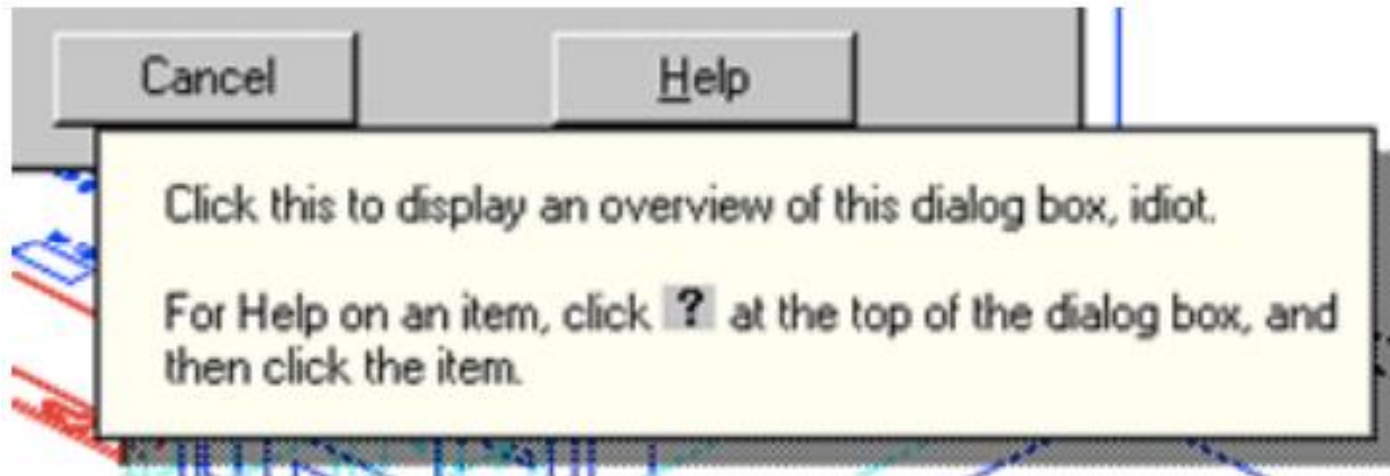 Cancel Help
Click this to display an overview of this dialog box, idiot.
For Help on an item, click ? at the top of the dialog box, and
then click the item.